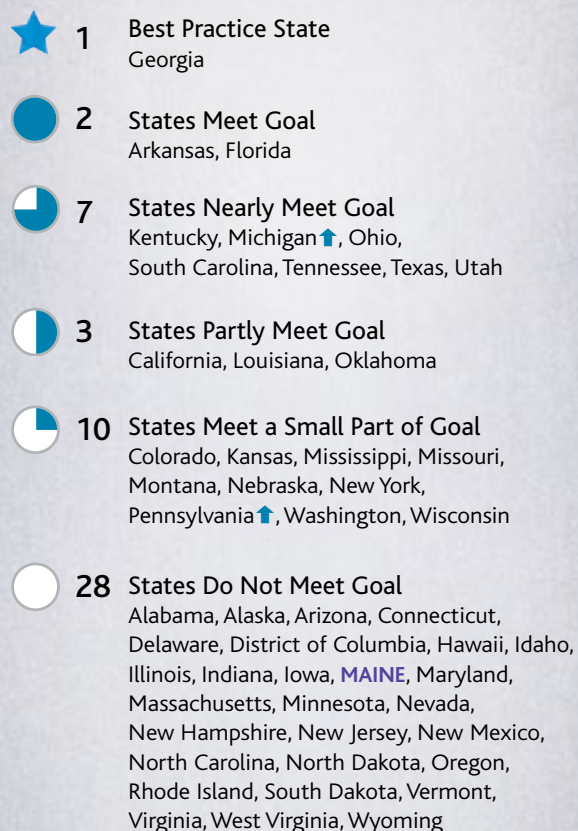 1 Best Practice State
Georgia
2 States Meet Goal
Arkansas, Florida
7 States Nearly Meet Goal
Kentucky, Michigan⬆, Ohio,
South Carolina, Tennessee, Texas, Utah
3 States Partly Meet Goal
California, Louisiana, Oklahoma
10 States Meet a Small Part of Goal
Colorado, Kansas, Mississippi, Missouri,
Montana, Nebraska, New York,
Pennsylvania⬆, Washington, Wisconsin
28 States Do Not Meet Goal
Alabama, Alaska, Arizona, Connecticut,
Delaware, District of Columbia, Hawaii, Idaho,
Illinois, Indiana, Iowa, MAINE, Maryland,
Massachusetts, Minnesota, Nevada,
New Hampshire, New Jersey, New Mexico,
North Carolina, North Dakota, Oregon,
Rhode Island, South Dakota, Vermont,
Virginia, West Virginia, Wyoming